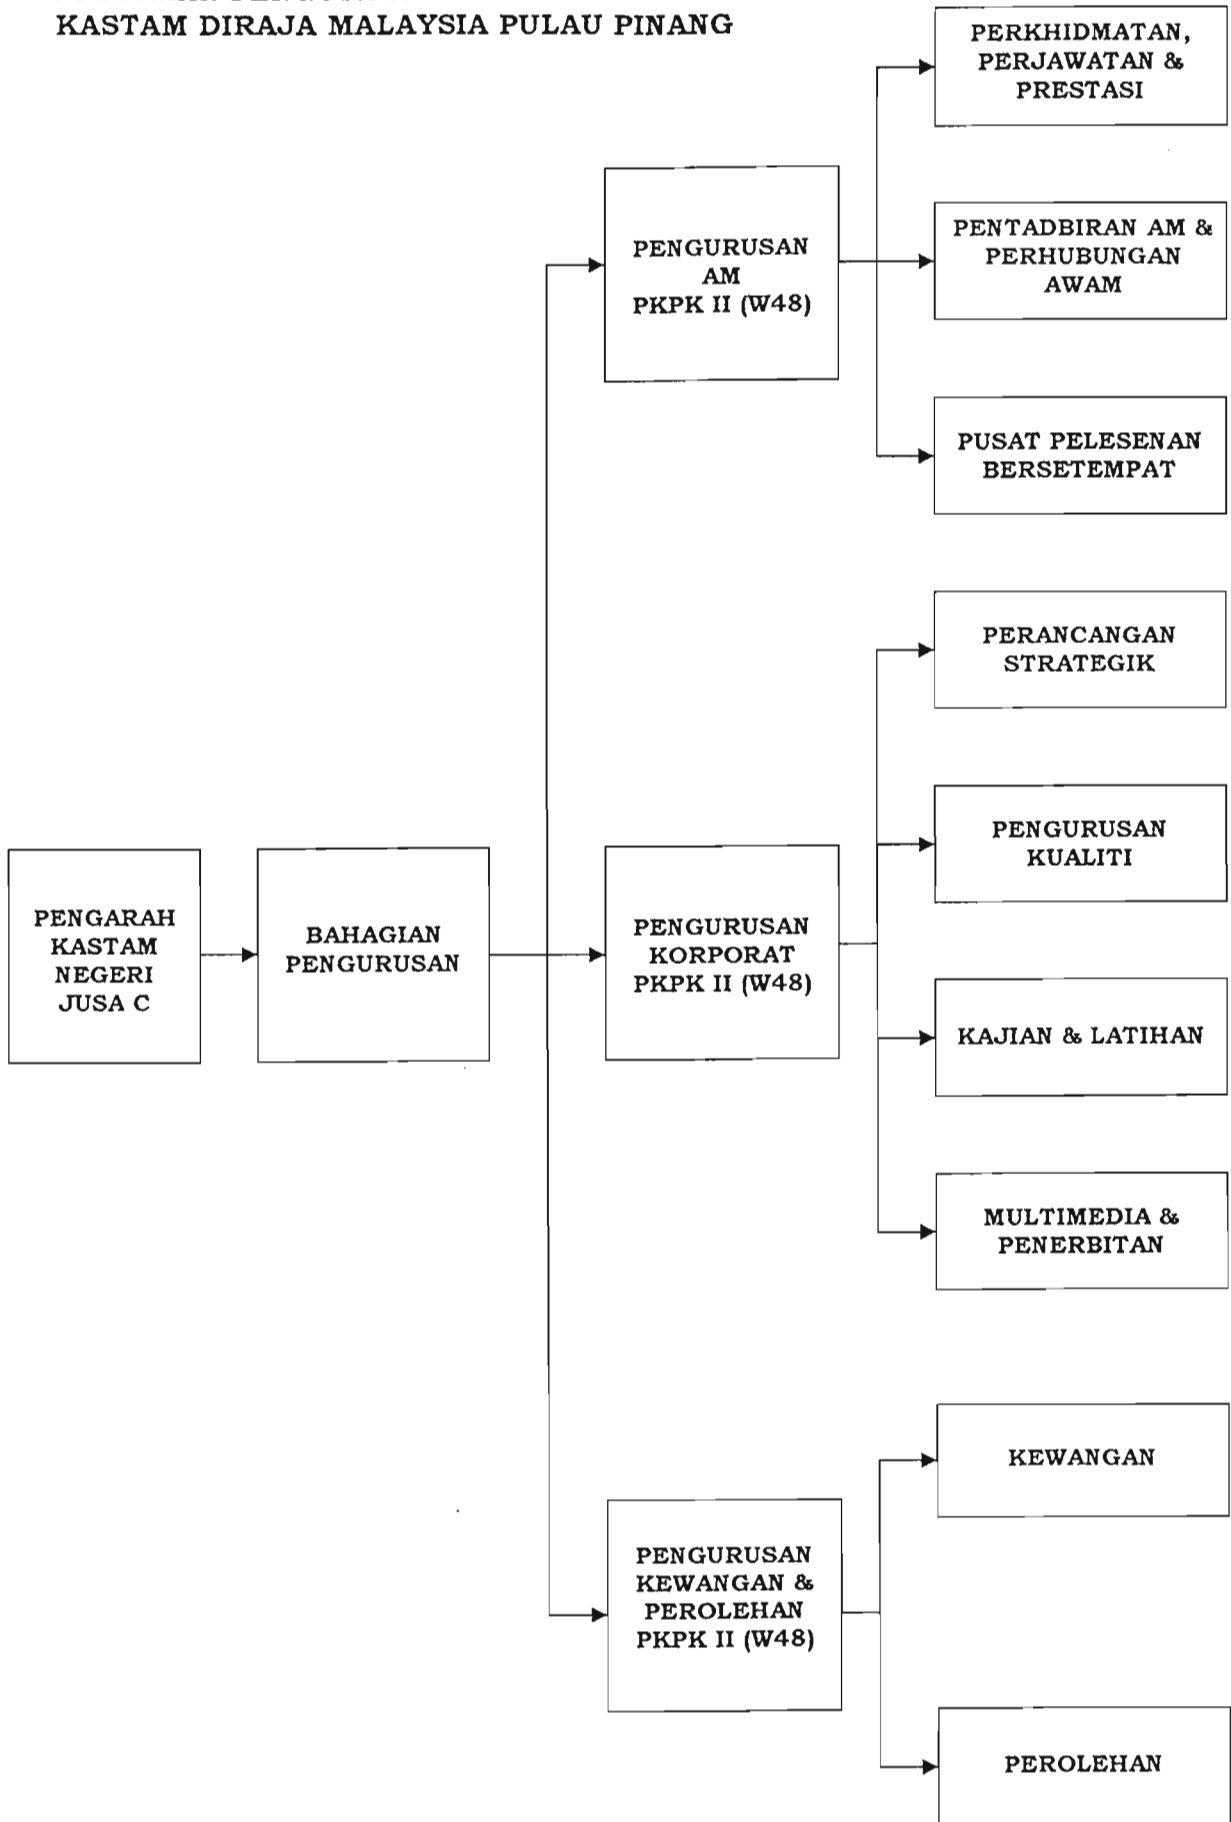 KASTAM DIRAJA MALAYSIA PULAU PINANG
PERKHIDMATAN,
PERJAWATAN &
PRESTASI
PENGURUSAN
AM
PKPK II (W48)
PENTADBIRAN AM &
PERHUBUNGAN
AWAM
PUSAT PELESENAN
BERSETEMPAT
PERANCANGAN
STRATEGIK
PENGURUSAN
KUALITI
PENGARAH
KASTAM
NEGERI
JUSA C
BAHAGIAN
PENGURUSAN
PENGURUSAN
KORPORAT
PKPK II (W48)
KAJIAN & LATIHAN
MULTIMEDIA &
PENERBITAN
KEWANGAN
PENGURUSAN
KEWANGAN &
PEROLEHAN
PKPK II (W48)
PEROLEHAN